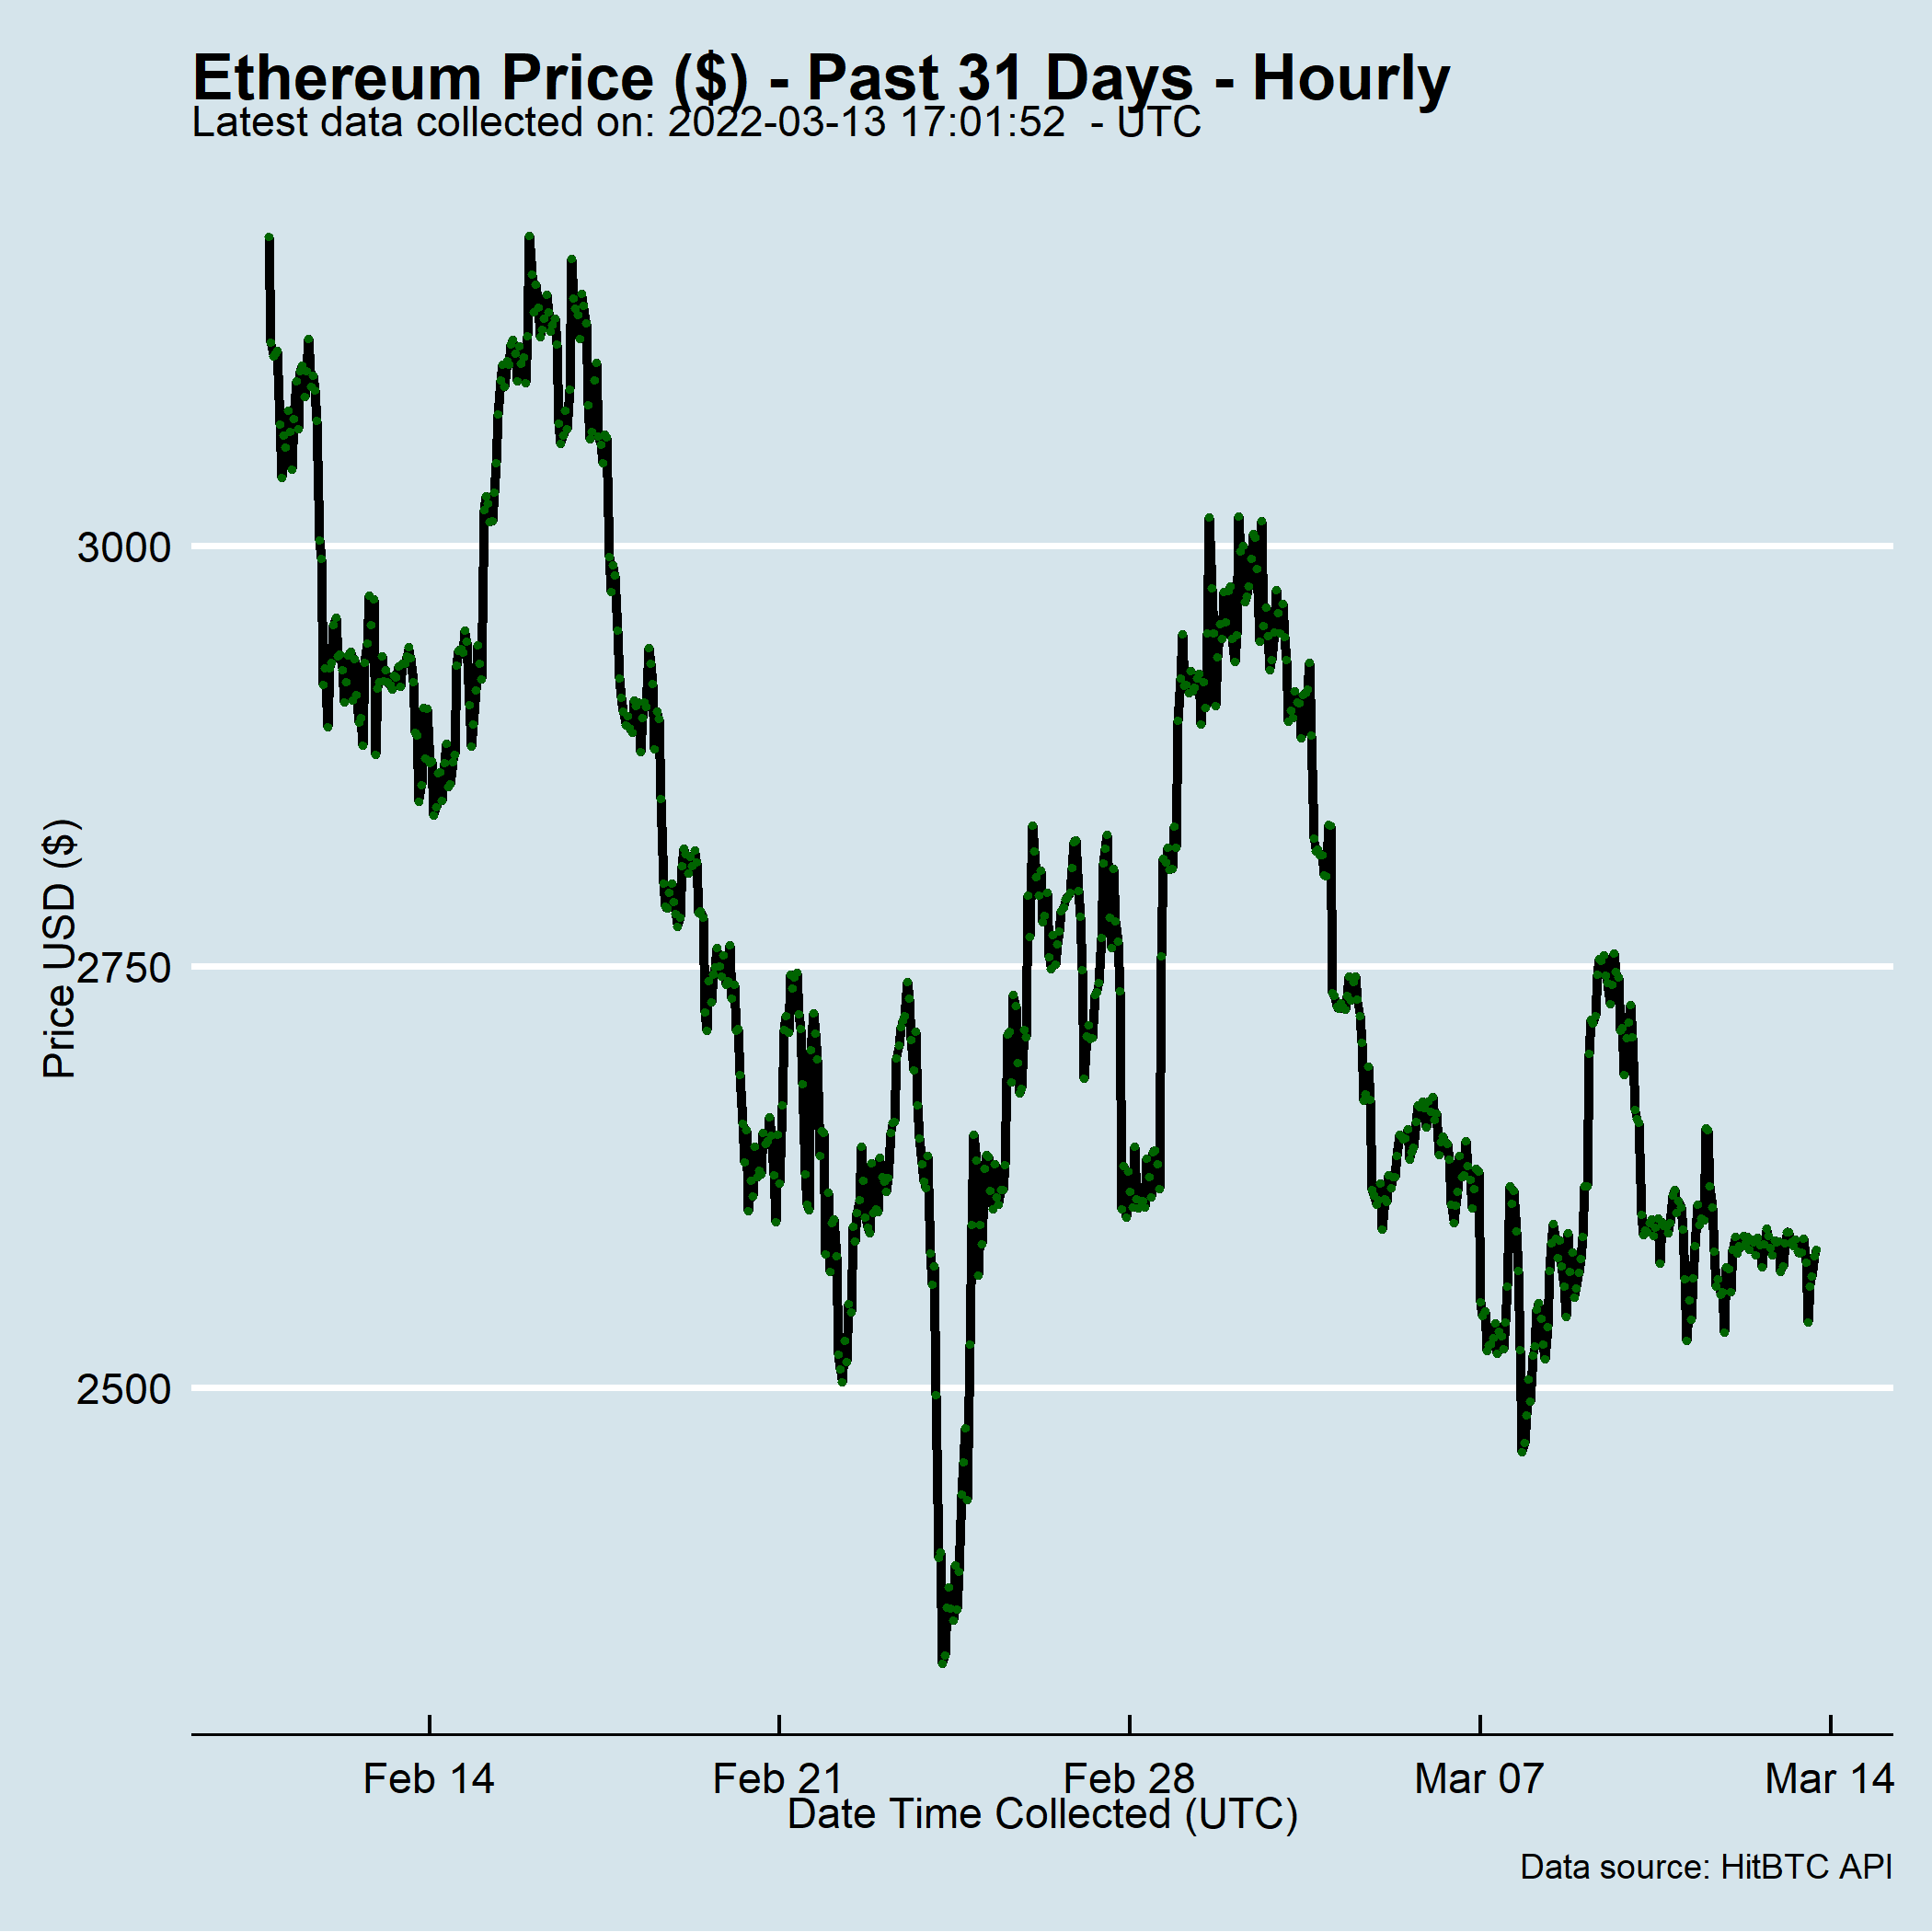 Ethereum Price ($) - Past 31 Days - Hourly
Latest data collected on: 2022-03-13 17:01:52  - UTC
Price USD ($)
3000
2750
2500
Feb 14
Feb 21
Feb 28
Mar 07
Mar 14
Date Time Collected (UTC)
Data source: HitBTC API